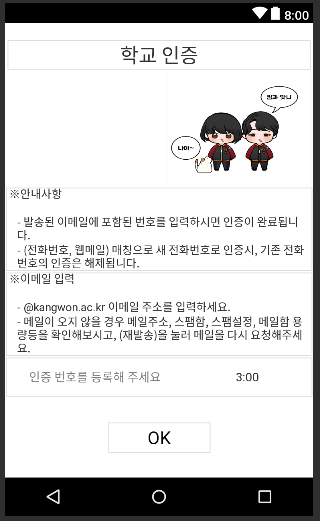 8:00
학교 인증
나야~
※안내사항
- 발송된 이메일에 포함된 번호를 입력하시면 인증이 완료됩니
다.
- (전화번호, 웹메일) 매칭으로 새 전화번호로 인증시, 기존 전화
번호의 인증은 해제됩니다.
※이메일 입력
- @kangwon.ac.kr 이메일 주소를 입력하세요.
- 메일이 오지 않을 경우 메일주소, 스팸함, 스팸설정, 메일함 용
량등을 확인해보시고, (재발송)을 눌러 메일을 다시 요청해주세
요.
인증 번호를 등록해 주세요 3:00
OK